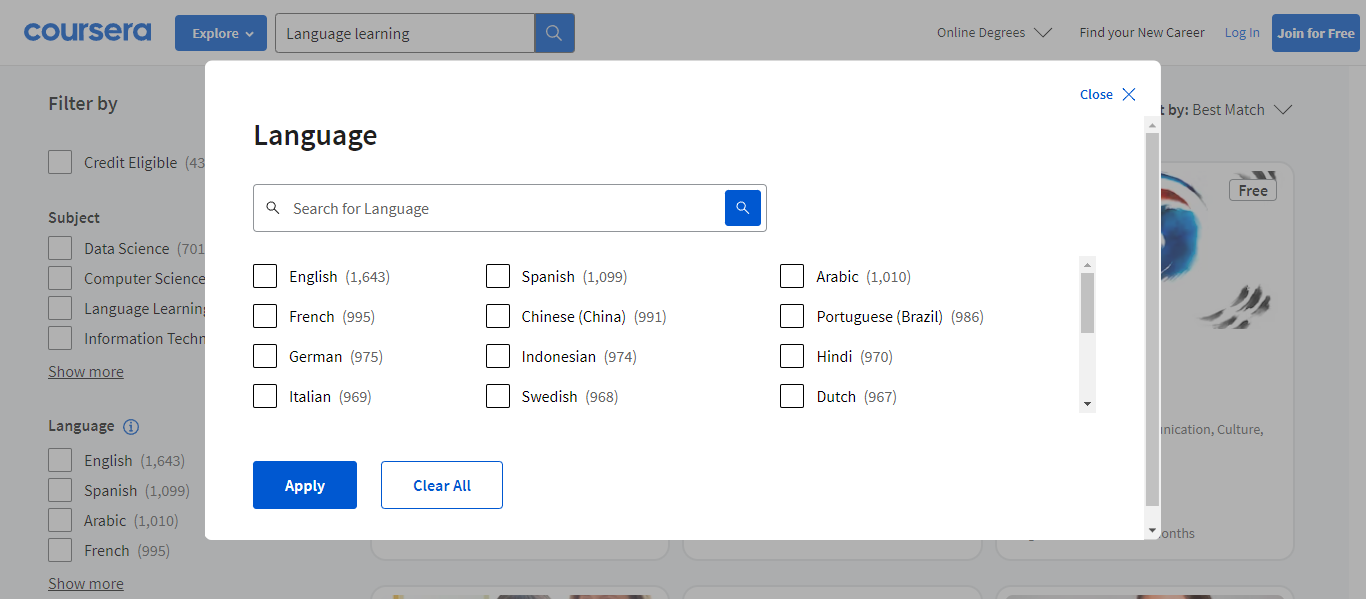 coursera
Explore
Language learning
Online Degrees
Find your New Career
Log In
Join for Free
Filter by
Credit Eligible (43
Subject
Data Science (701
Computer Science
Language Learning
Information Techn
Show more
Language
English (1,643)
Spanish (1,099)
Arabic (1,010)
French (995)
Show more
Close
Language
Search for Language
English (1,643)
Spanish (1,099)
Arabic (1,010)
French (995)
Chinese (China) (991)
Portuguese (Brazil) (986)
German (975)
Indonesian (974)
Hindi (970)
Italian (969)
Swedish (968)
Dutch (967)
Apply
Clear All
t by: Best Match
Free
nication, Culture,
onths